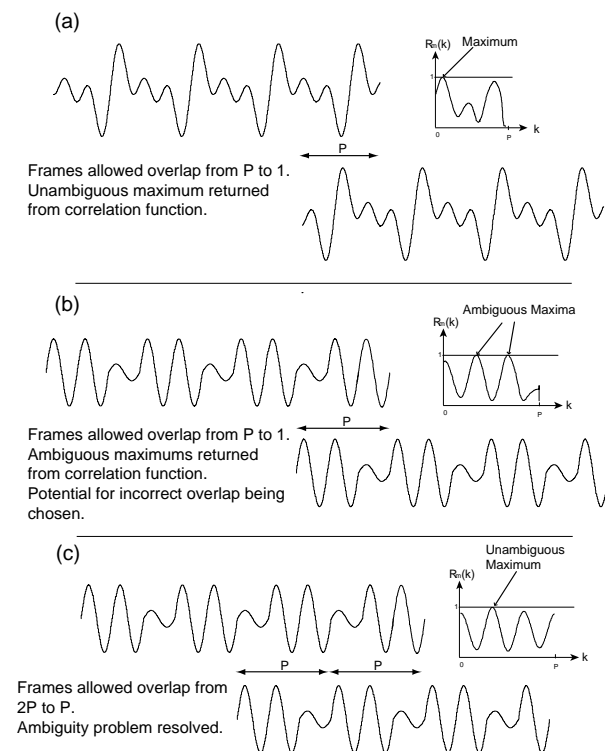 (a)
Rm(k)
Maximum
1
0
P
k
P
Frames allowed overlap from P to 1.
Unambiguous maximum returned
from correlation function.
(b)
Rm(k)
Ambiguous Maxima
1
0
P
k
P
Frames allowed overlap from P to 1.
Ambiguous maximums returned
from correlation function.
Potential for incorrect overlap being
chosen.
(c)
Unambiguous
Maximum
Rm(k)
1
0
P
k
P P
Frames allowed overlap from
2P to P.
Ambiguity problem resolved.